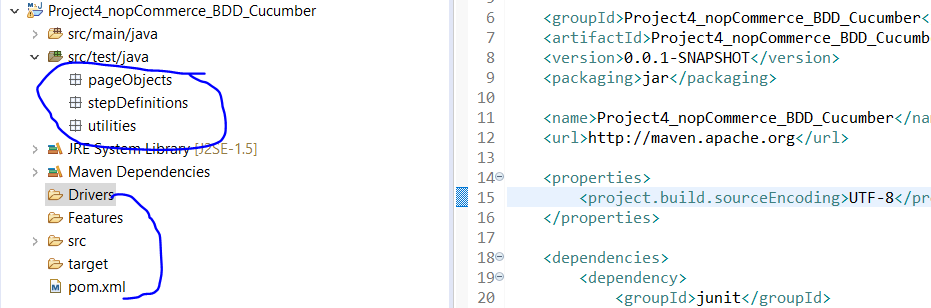 Project4_nopCommerce_BDD_Cucumber
src/main/java
src/test/java
pageObjects
stepDefinitions
utilities
JRE System Library [J2SE-1.5]
Maven Dependencies
Drivers
Features
src
target
pom.xml
6 <groupId>Project4_nopCommerce_BDD_Cucumber<
7 <artifactId>Project4_nopCommerce_BDD_Cucumb
8 <version>0.0.1-SNAPSHOT</version>
9 <packaging>jar</packaging>
10
11 <name>Project4_nopCommerce_BDD_Cucumber</na
12 <url>http://maven.apache.org</url>
13
14 <properties>
15 <project.build.sourceEncoding>UTF-8</pr
16 </properties>
17
18 <dependencies>
19 <dependency>
20 <groupId>junit</groupId>